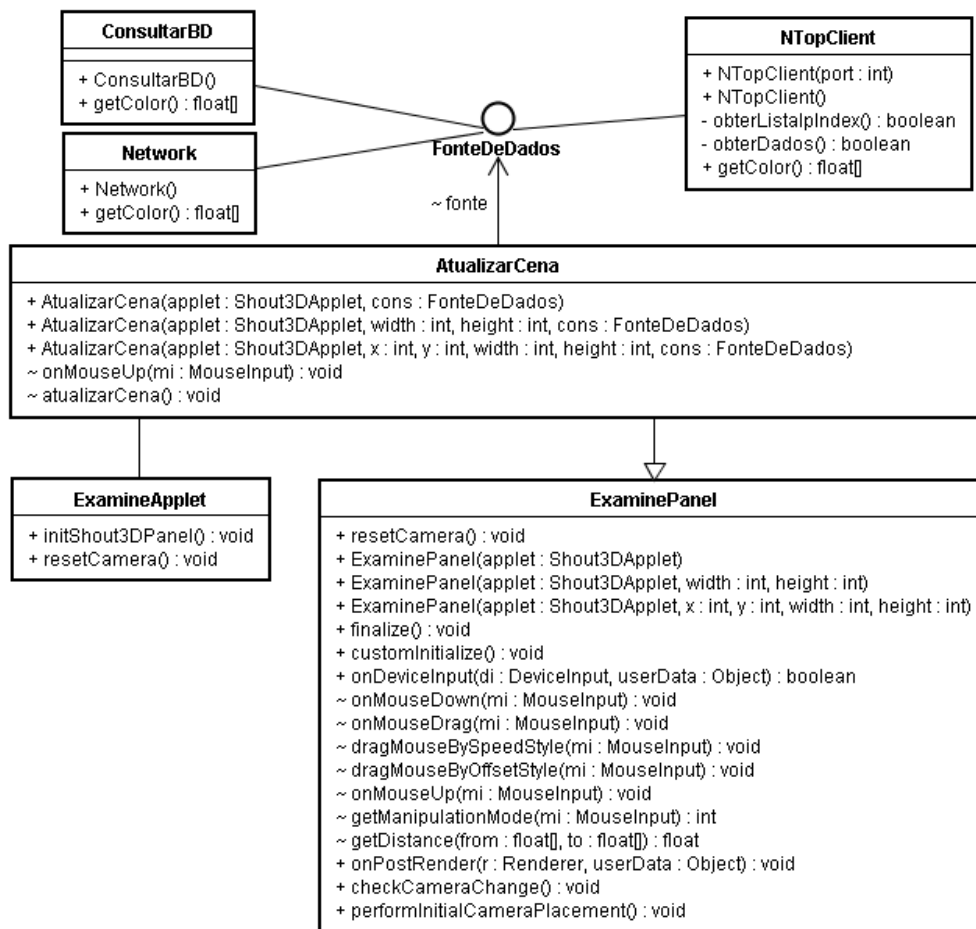 ConsultarBD
+ ConsultarBD()
+ getColor() : float[]
Network
+ Network()
+ getColor() : float[]
FonteDeDados
NTopClient
+ NTopClient(port : int)
+ NTopClient()
- obterListaIpIndex() : boolean
- obterDados() : boolean
+ getColor() : float[]
~ fonte
AtualizarCena
+ AtualizarCena(applet : Shout3DApplet, cons : FonteDeDados)
+ AtualizarCena(applet : Shout3DApplet, width : int, height : int, cons : FonteDeDados)
+ AtualizarCena(applet : Shout3DApplet, x : int, y : int, width : int, height : int, cons : FonteDeDados)
~ onMouseUp(mi : MouseInput) : void
~ atualizarCena() : void
ExamineApplet
+ initShout3DPanel() : void
+ resetCamera() : void
ExaminePanel
+ resetCamera() : void
+ ExaminePanel(applet : Shout3DApplet)
+ ExaminePanel(applet : Shout3DApplet, width : int, height : int)
+ ExaminePanel(applet : Shout3DApplet, x : int, y : int, width : int, height : int)
+ finalize() : void
+ customInitialize() : void
+ onDeviceInput(di : DeviceInput, userData : Object) : boolean
~ onMouseDown(mi : MouseInput) : void
~ onMouseDrag(mi : MouseInput) : void
~ dragMouseBySpeedStyle(mi : MouseInput) : void
~ dragMouseByOffsetStyle(mi : MouseInput) : void
~ onMouseUp(mi : MouseInput) : void
~ getManipulationMode(mi : MouseInput) : int
~ getDistance(from : float[], to : float[]) : float
+ onPostRender(r : Renderer, userData : Object) : void
+ checkCameraChange() : void
+ performInitialCameraPlacement() : void